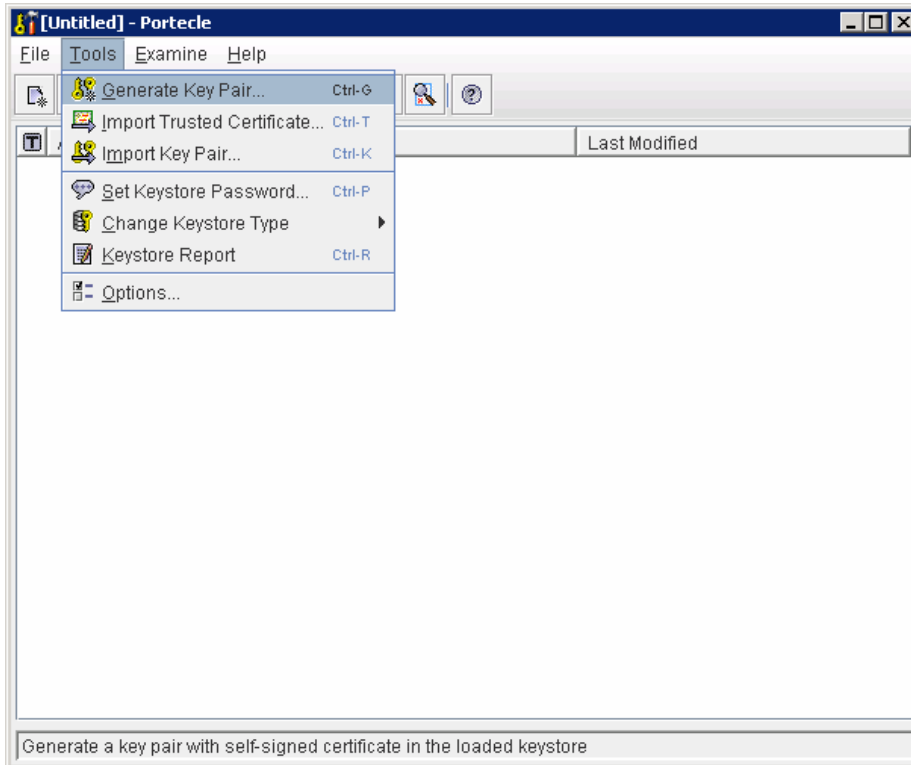 [Untitled] - Portecle
File Tools Examine Help
Generate Key Pair... Ctrl-G
Import Trusted Certificate... Ctrl-T
Import Key Pair... Ctrl-K
Set Keystore Password... Ctrl-P
Change Keystore Type
Keystore Report Ctrl-R
Options...
T Last Modified
Generate a key pair with self-signed certificate in the loaded keystore